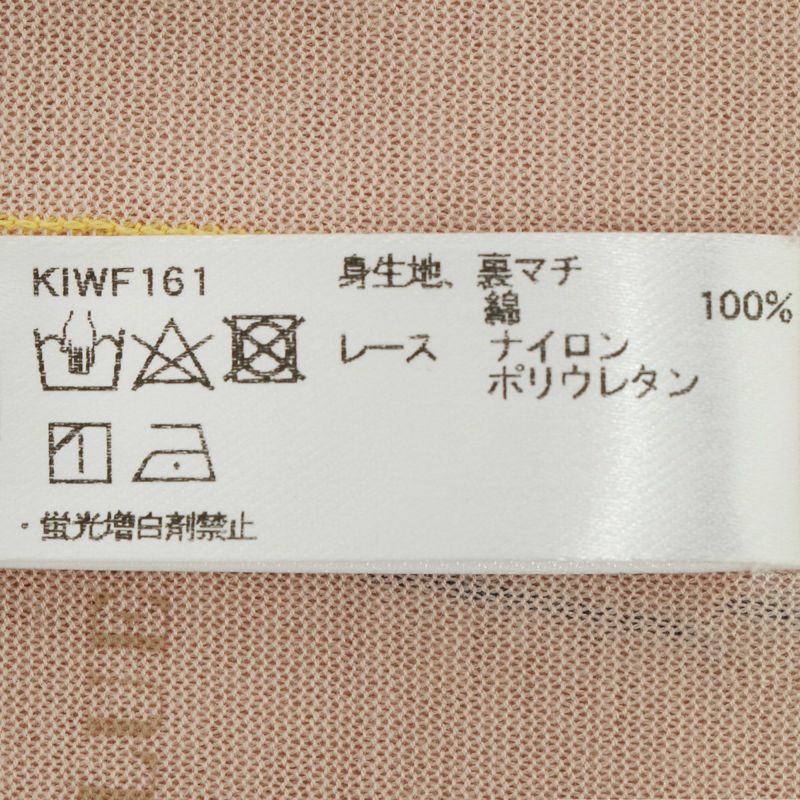 KIWF161
身生地、裏マチ
綿 100%
レース ナイロン
ポリウレタン
1
・蛍光増白剤禁止